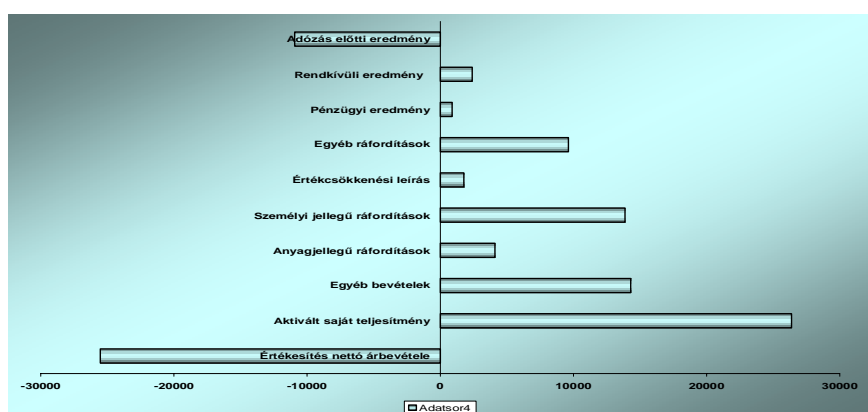 Adózás előtti eredmény
Rendkívüli eredmény
Pénzügyi eredmény
Egyéb ráfordítások
Értékcsökkenési leírás
Személyi jellegű ráfordítások
Anyagjellegű ráfordítások
Egyéb bevételek
Aktivált saját teljesítmény
Értékesítés nettó árbevétele
-30000 -20000 -10000 0 10000 20000 30000
Adatsor4